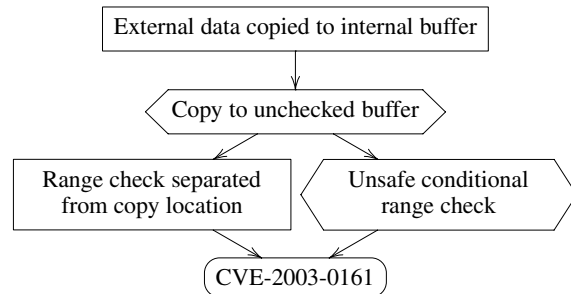 External data copied to internal buffer
Copy to unchecked buffer
Range check separated
from copy location
Unsafe conditional
range check
CVE-2003-0161